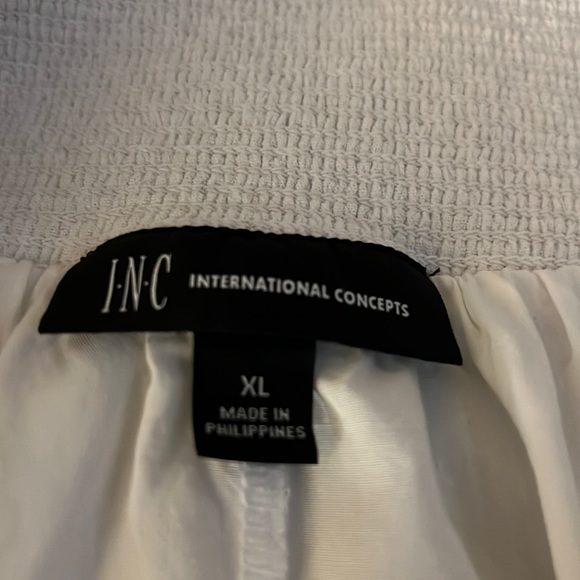 I·N·C INTERNATIONAL CONCEPTS
XL
MADE IN
PHILIPPINES